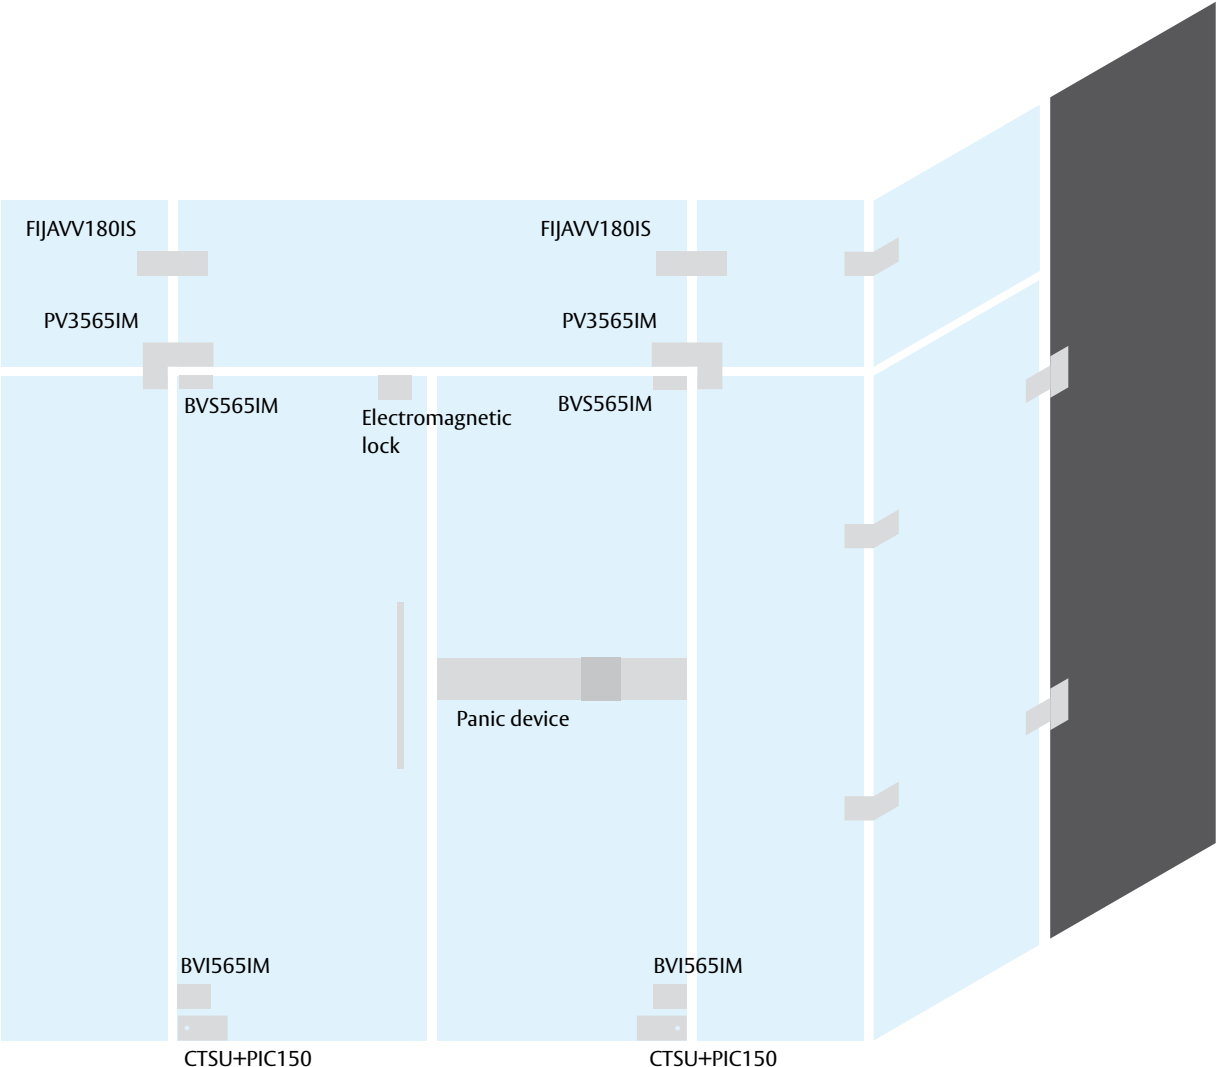 FIJAVV180IS
FIJAVV180IS
PV3565IM
PV3565IM
BVS565IM
Electromagnetic
lock
BVS565IM
Panic device
BVI565IM
BVI565IM
CTSU+PIC150
CTSU+PIC150